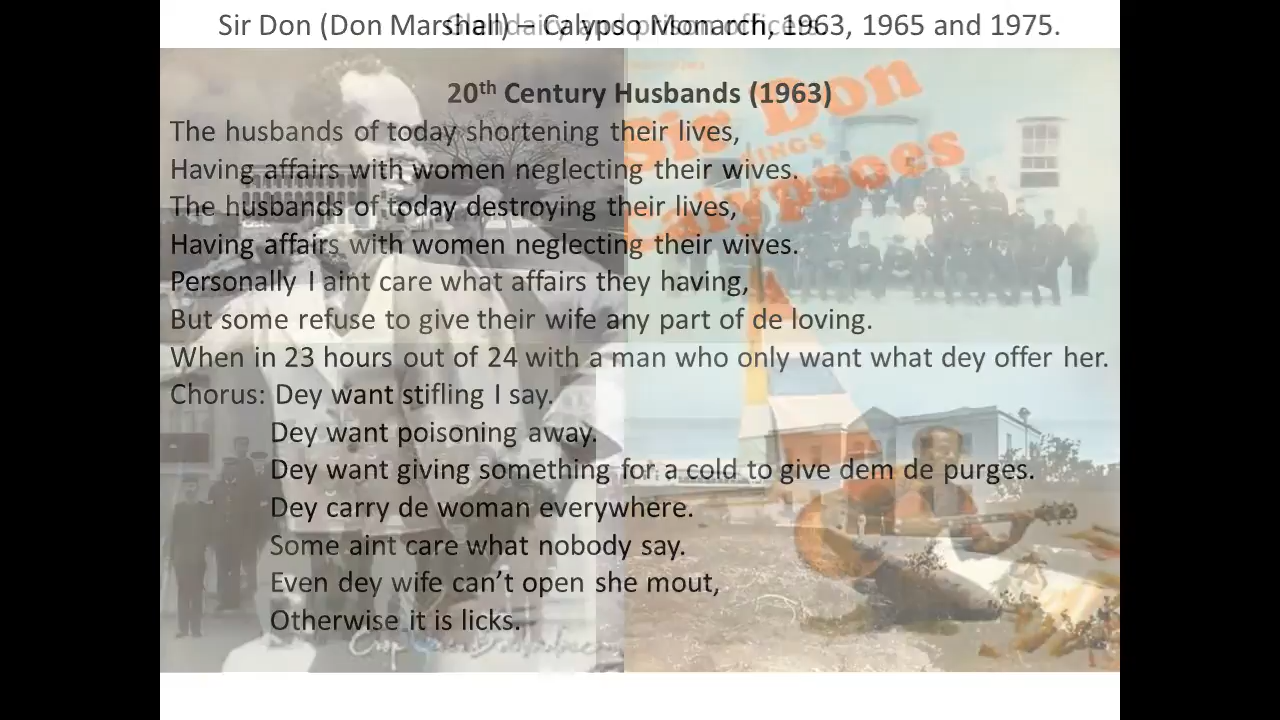 Sir Don (Don Marshall) – Calypso Monarch, 1963, 1965 and 1975.
20th Century Husbands (1963)
The husbands of today shortening their lives,
Having affairs with women neglecting their wives.
The husbands of today destroying their lives,
Having affairs with women neglecting their wives.
Personally I aint care what affairs they having,
But some refuse to give their wife any part of de loving.
When in 23 hours out of 24 with a man who only want what dey offer her.
Chorus: Dey want stifling I say.
Dey want poisoning away.
Dey want giving something for a cold to give dem de purges.
Dey carry de woman everywhere.
Some aint care what nobody say.
Even dey wife can't open she mout,
Otherwise it is licks.
Sir Don
SINGS
Calypsoes